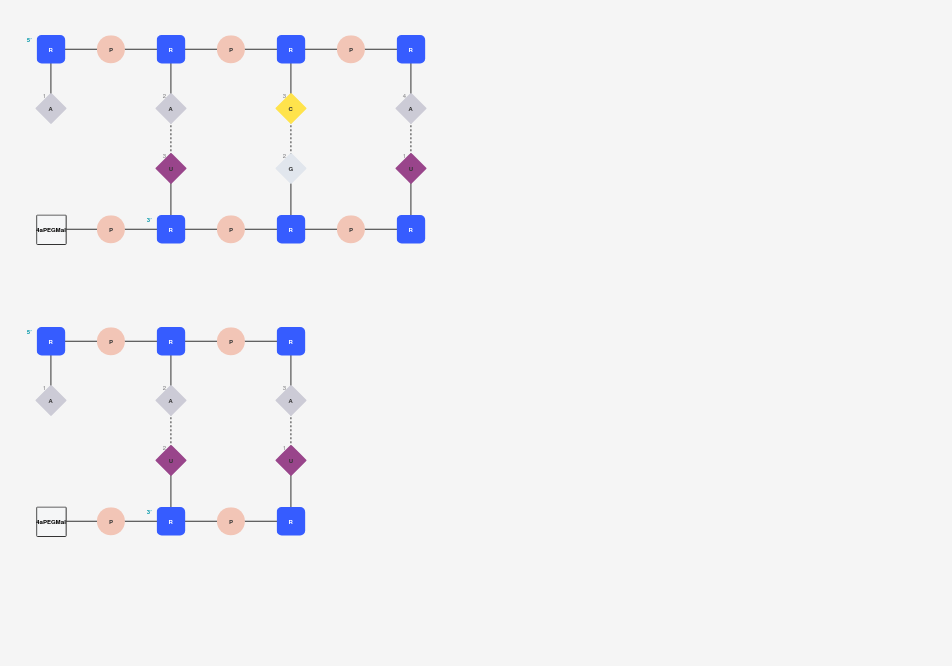 5'
R P R P R P R
1 2 3 4
A A C A
3 2 1
U G U
3'
4aPEGMal P R P R P R
5'
R P R P R
1 2 3
A A A
2 1
U U
3'
4aPEGMal P R P R